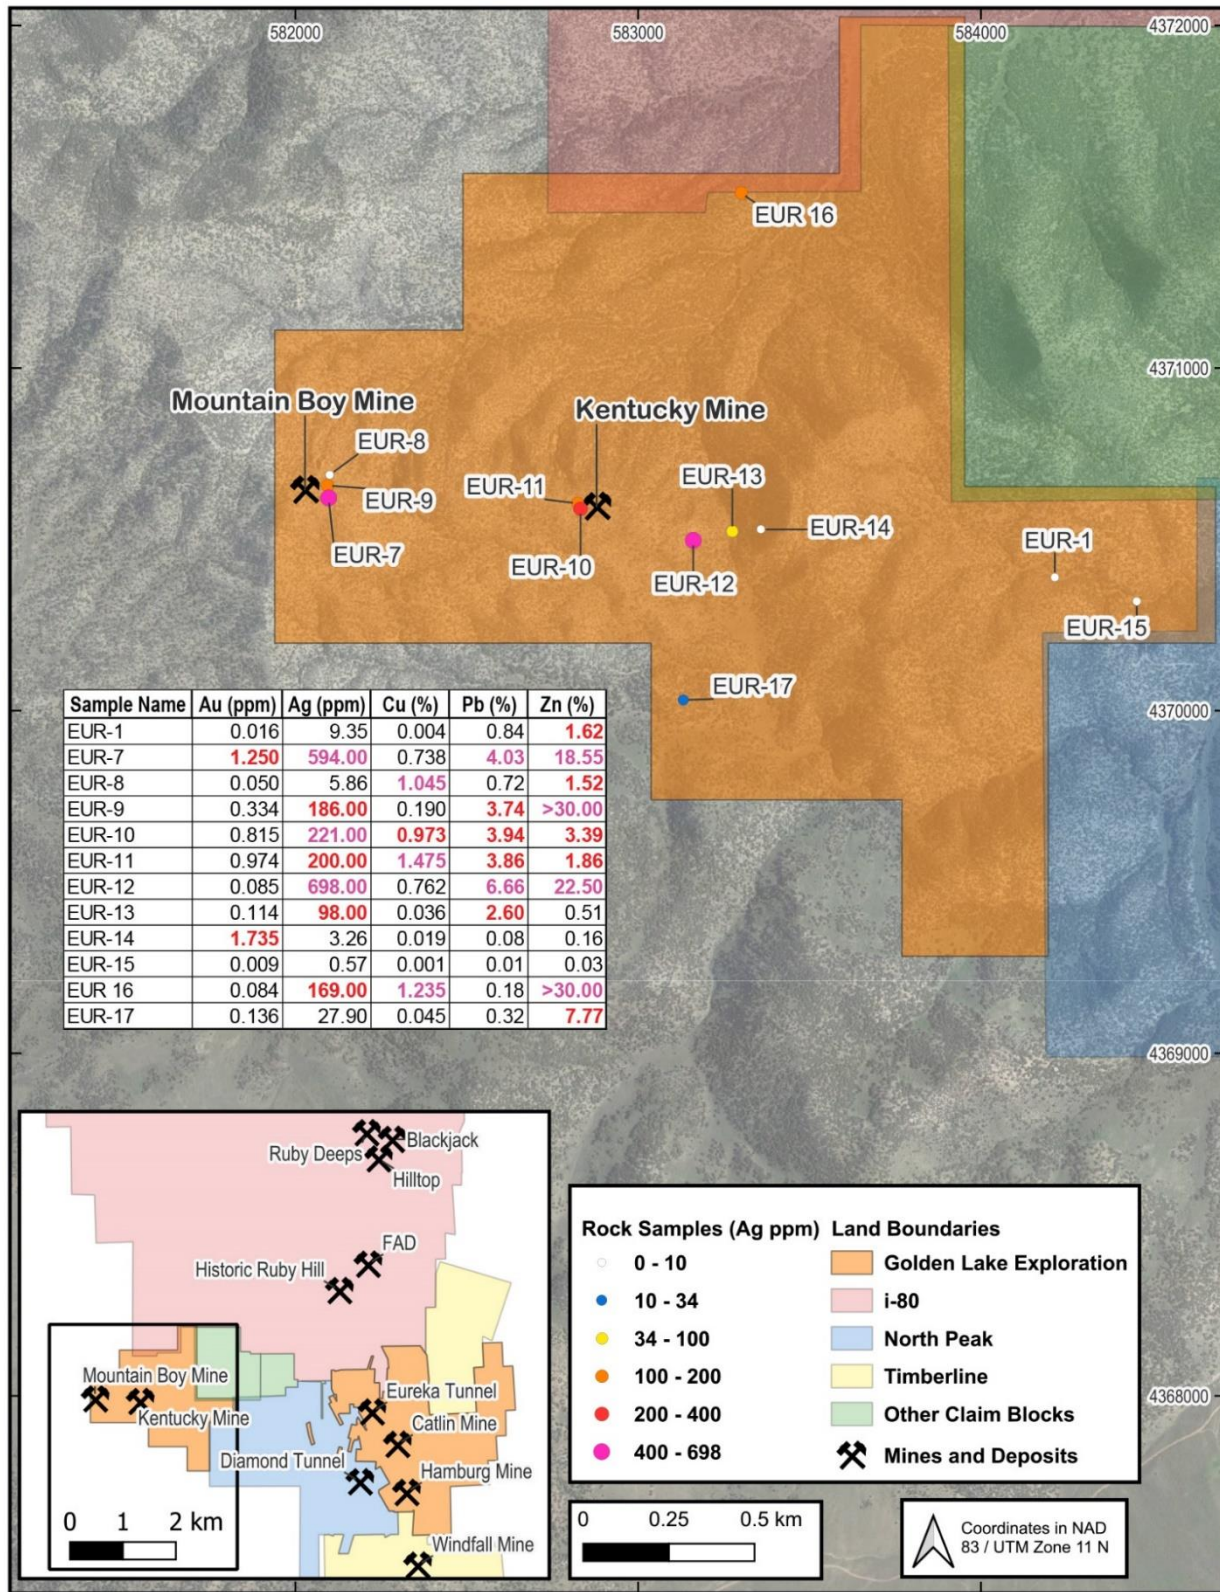 582000
583000
584000
4372000
EUR 16
4371000
Mountain Boy Mine
Kentucky Mine
EUR-8
EUR-9
EUR-7
EUR-11
EUR-10
EUR-13
EUR-14
EUR-12
EUR-1
EUR-15
EUR-17
4370000
Sample Name Au (ppm) Ag (ppm) Cu (%) Pb (%) Zn (%)
EUR-1 0.016 9.35 0.004 0.84 1.62
EUR-7 1.250 594.00 0.738 4.03 18.55
EUR-8 0.050 5.86 1.045 0.72 1.52
EUR-9 0.334 186.00 0.190 3.74 >30.00
EUR-10 0.815 221.00 0.973 3.94 3.39
EUR-11 0.974 200.00 1.475 3.86 1.86
EUR-12 0.085 698.00 0.762 6.66 22.50
EUR-13 0.114 98.00 0.036 2.60 0.51
EUR-14 1.735 3.26 0.019 0.08 0.16
EUR-15 0.009 0.57 0.001 0.01 0.03
EUR 16 0.084 169.00 1.235 0.18 >30.00
EUR-17 0.136 27.90 0.045 0.32 7.77
4369000
Ruby Deeps
Blackjack
Hilltop
FAD
Historic Ruby Hill
Mountain Boy Mine
Kentucky Mine
Eureka Tunnel
Catlin Mine
Diamond Tunnel
Hamburg Mine
Windfall Mine
0 1 2 km
4368000
Rock Samples (Ag ppm)
0 - 10
10 - 34
34 - 100
100 - 200
200 - 400
400 - 698
Land Boundaries
Golden Lake Exploration
i-80
North Peak
Timberline
Other Claim Blocks
Mines and Deposits
0 0.25 0.5 km
Coordinates in NAD
83 / UTM Zone 11 N